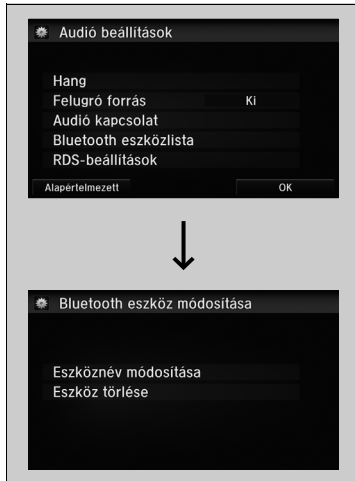 Audió beállítások
Hang
Felugró forrás Ki
Audió kapcsolat
Bluetooth eszközlista
RDS-beállítások
Alapértelmezett OK
Bluetooth eszköz módosítása
Eszköznév módosítása
Eszköz törlése